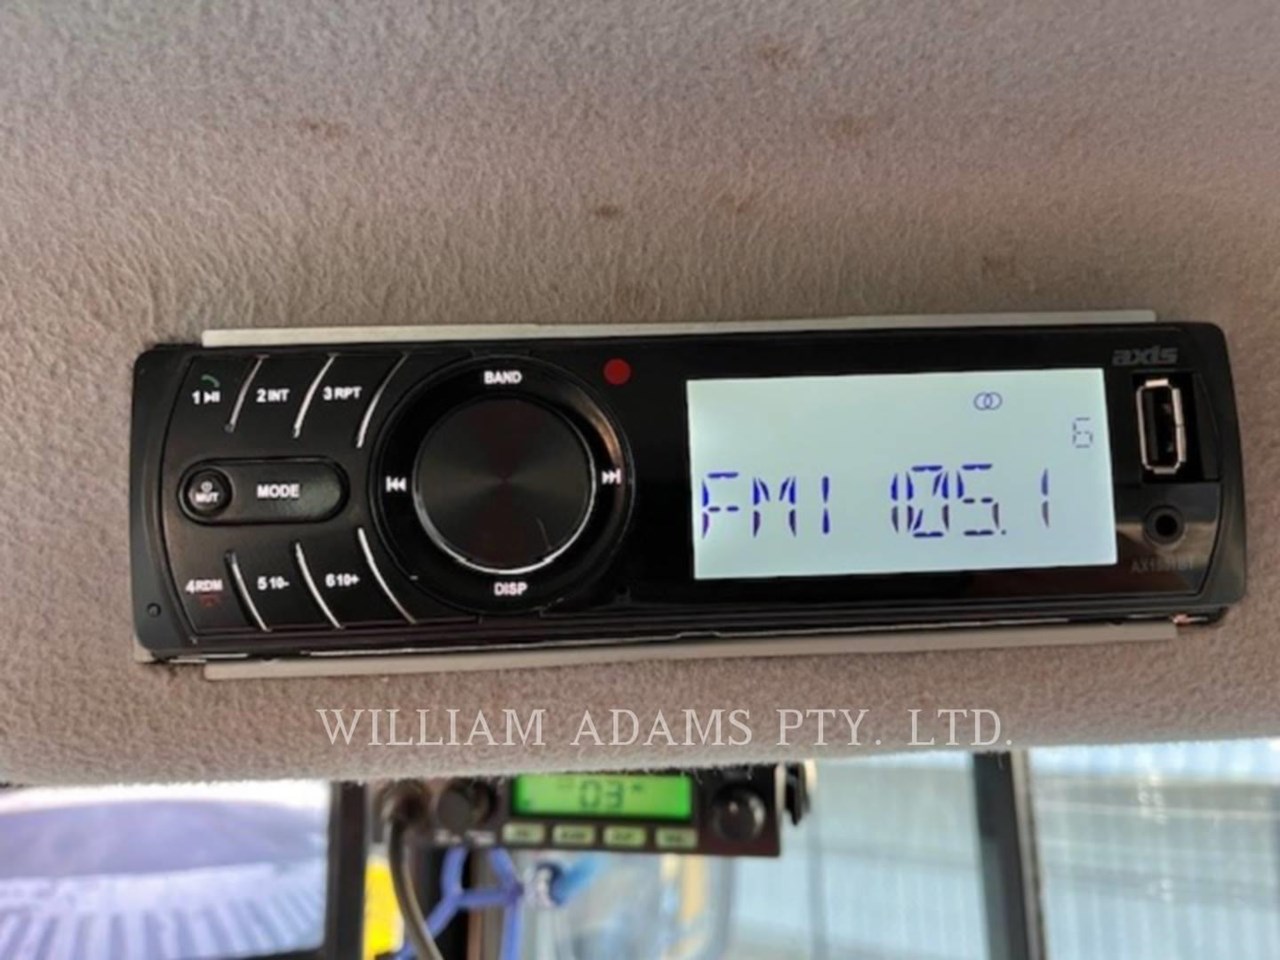 axis
BAND
1 2 INT 3 RPT
6
MUT MODE
FM1 105.1
4 RDM 5 10- 6 10+
DISP
WILLIAM ADAMS PTY. LTD.
03